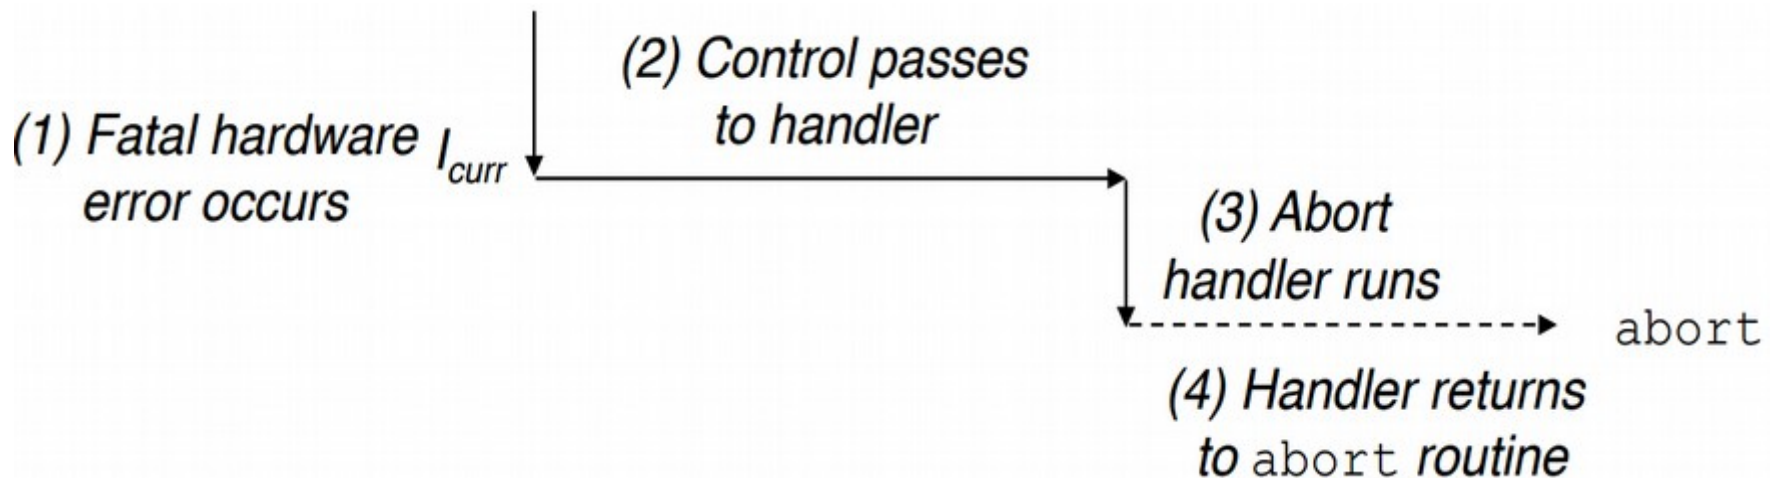 (1) Fatal hardware
error occurs
I_curr
(2) Control passes
to handler
(3) Abort
handler runs
abort
(4) Handler returns
to abort routine